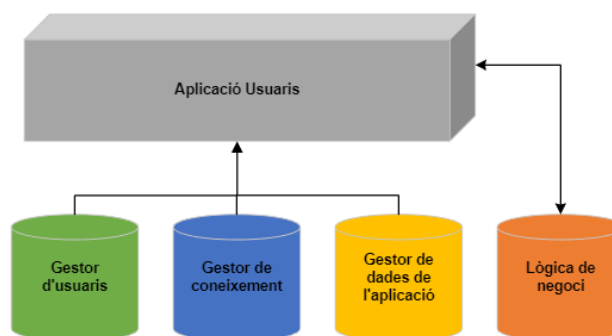 Aplicació Usuaris
Gestor
d'usuaris
Gestor de
coneixement
Gestor de
dades de
l'aplicació
Lògica de
negoci